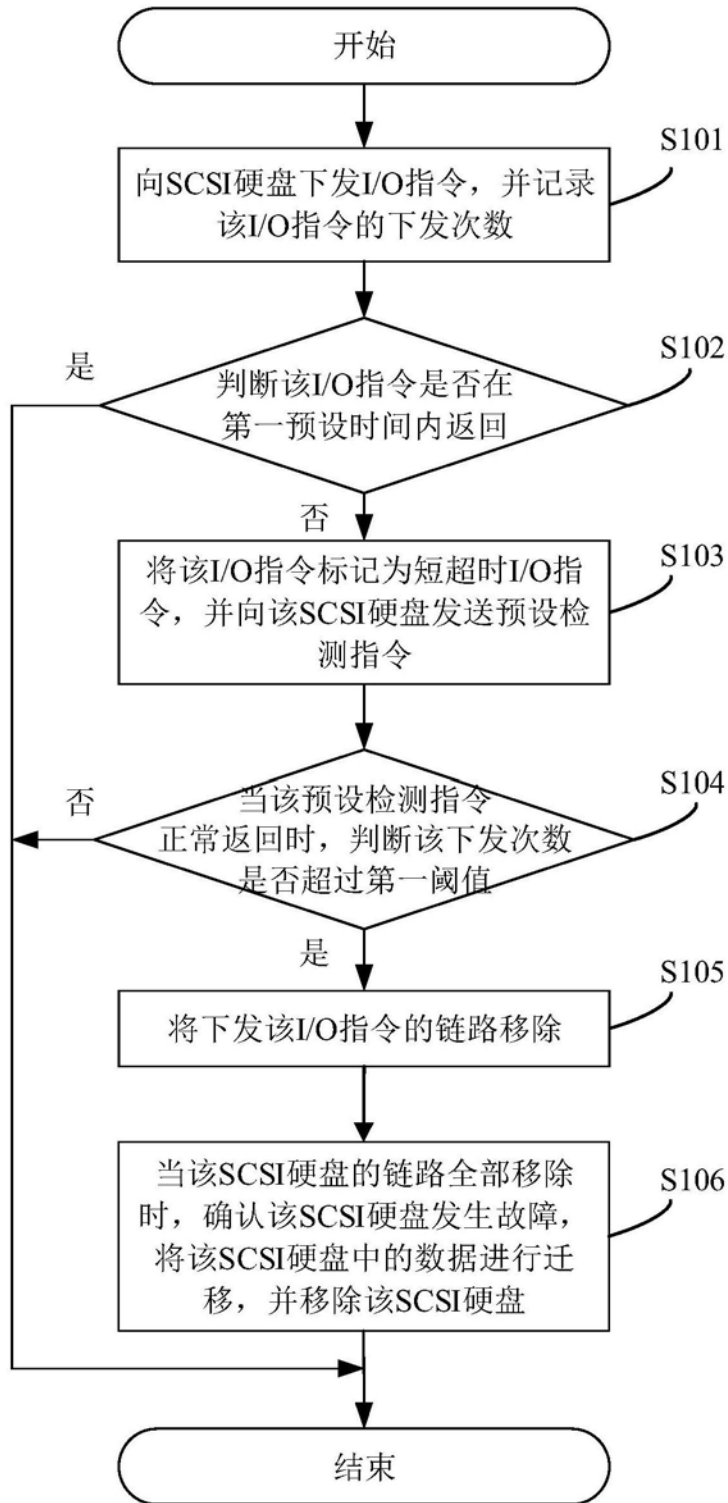 开始
S101
向SCSI硬盘下发I/O指令，并记录
该I/O指令的下发次数
S102
是
判断该I/O指令是否在
第一预设时间内返回
否
S103
将该I/O指令标记为短超时I/O指
令，并向该SCSI硬盘发送预设检
测指令
S104
否
当该预设检测指令
正常返回时，判断该下发次数
是否超过第一阈值
是
S105
将下发该I/O指令的链路移除
S106
当该SCSI硬盘的链路全部移除
时，确认该SCSI硬盘发生故障，
将该SCSI硬盘中的数据进行迁
移，并移除该SCSI硬盘
结束